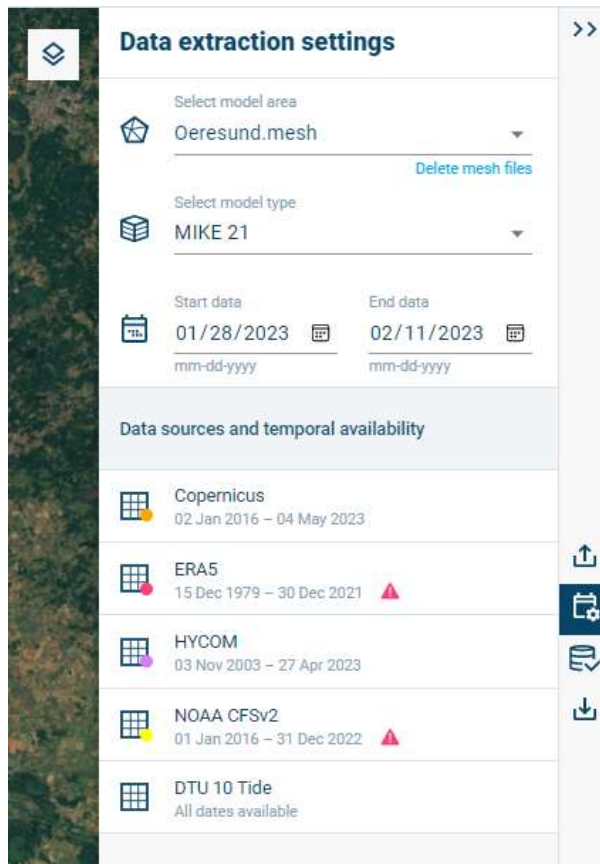 Data extraction settings
Select model area
Oeresund.mesh
Delete mesh files
Select model type
MIKE 21
Start data End data
01/28/2023 02/11/2023
mm-dd-yyyy mm-dd-yyyy
Data sources and temporal availability
Copernicus
02 Jan 2016 – 04 May 2023
ERA5
15 Dec 1979 – 30 Dec 2021
HYCOM
03 Nov 2003 – 27 Apr 2023
NOAA CFSv2
01 Jan 2016 – 31 Dec 2022
DTU 10 Tide
All dates available